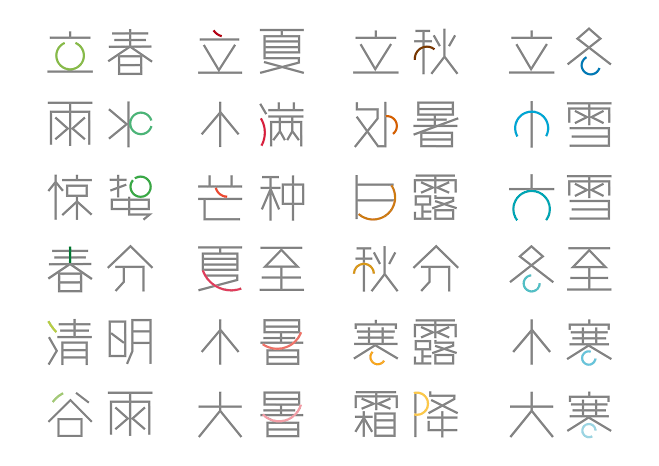 立春 立夏 立秋 立冬
雨水 小满 处暑 小雪
惊蛰 芒种 白露 大雪
春分 夏至 秋分 冬至
清明 小暑 寒露 小寒
谷雨 大暑 霜降 大寒